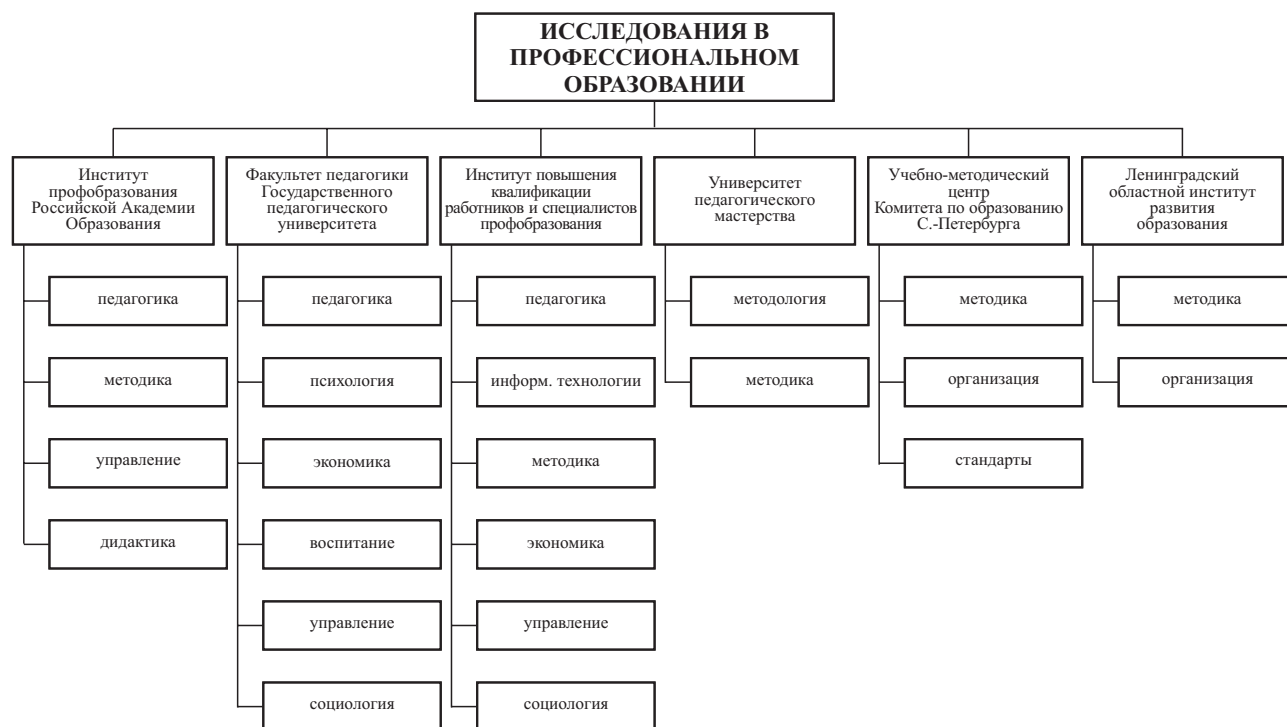 ИССЛЕДОВАНИЯ В
ПРОФЕССИОНАЛЬНОМ
ОБРАЗОВАНИИ
Институт
профобразования
Российской Академии
Образования
педагогика
методика
управление
дидактика
Факультет педагогики
Государственного
педагогического
университета
педагогика
психология
экономика
воспитание
управление
социология
Институт повышения
квалификации
работников и специалистов
профобразования
педагогика
информ. технологии
методика
экономика
управление
социология
Университет
педагогического
мастерства
методология
методика
Учебно-методический
центр
Комитета по образованию
С.-Петербурга
методика
организация
стандарты
Ленинградский
областной институт
развития
образования
методика
организация